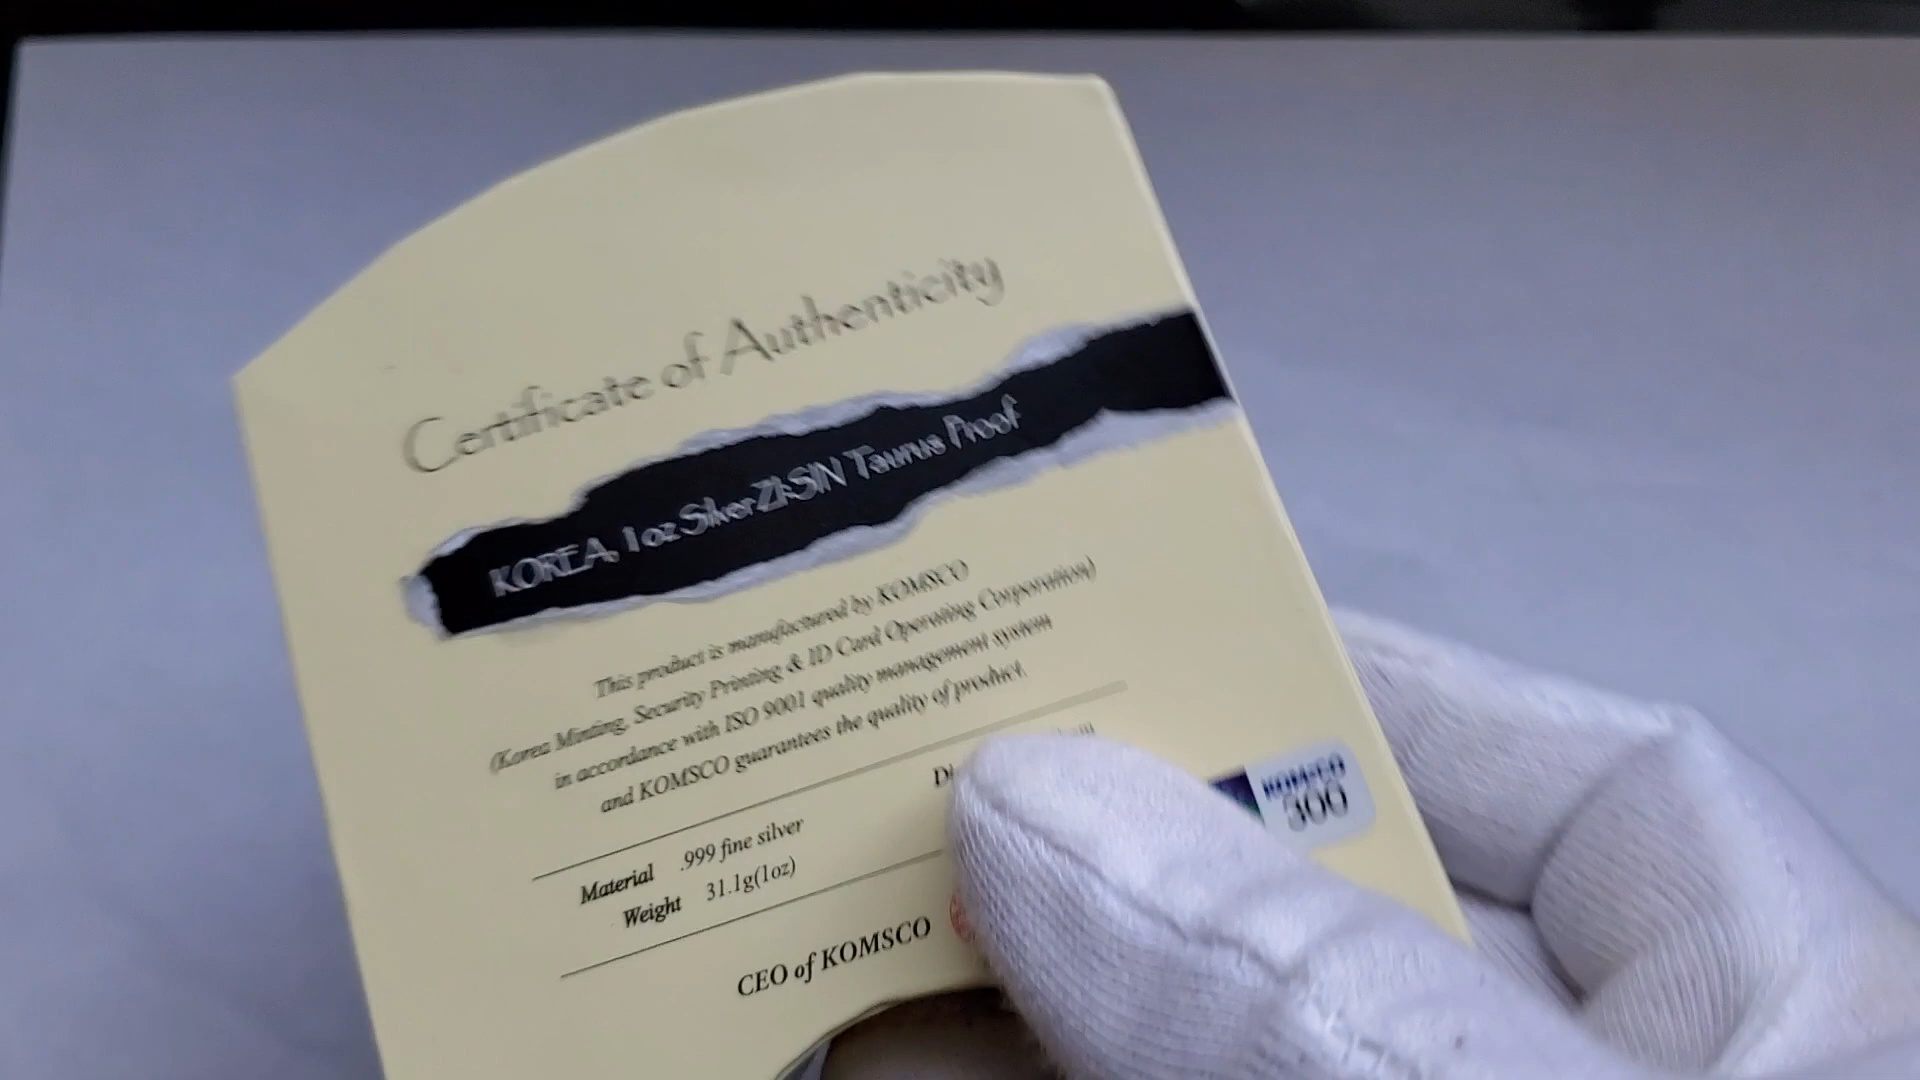 Certificate of Authenticity
KOREA, 1oz Silver ZI:SIN Taurus Proof
This product is manufactured by KOMSCO
(Korea Minting, Security Printing & ID Card Operating Corporation)
in accordance with ISO 9001 quality management system
and KOMSCO guarantees the quality of product.
Material .999 fine silver
Weight 31.1g(1oz)
CEO of KOMSCO
KOMSCO
300